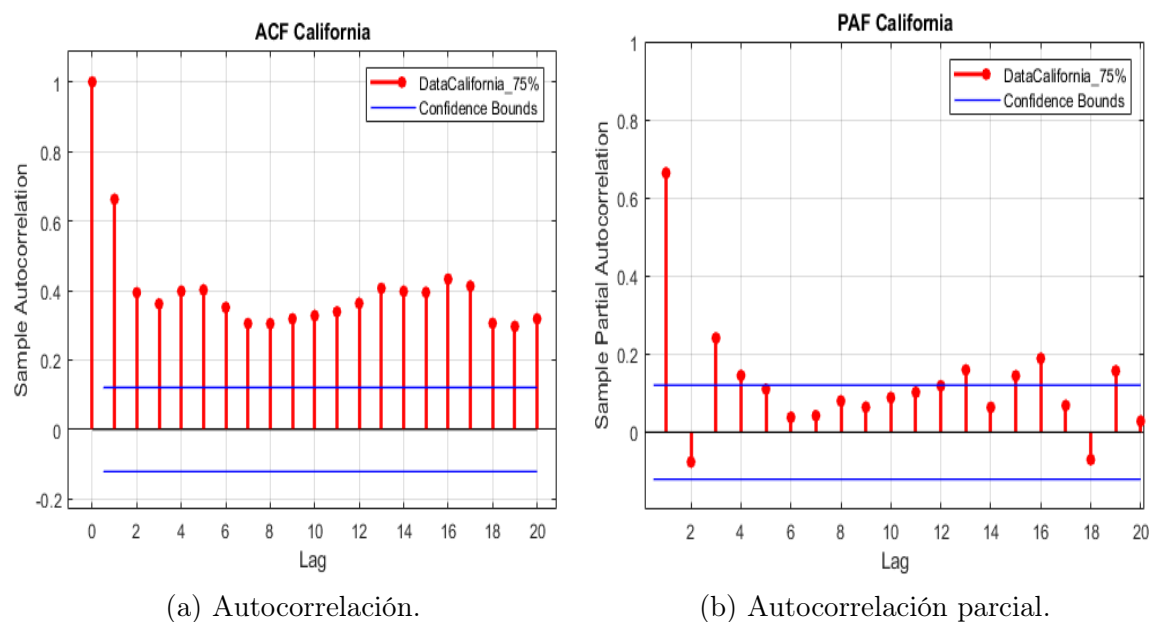 ACF California
DataCalifornia_75%
Confidence Bounds
Sample Autocorrelation
1
0.8
0.6
0.4
0.2
0
-0.2
0 2 4 6 8 10 12 14 16 18 20
Lag
(a) Autocorrelación.
PAF California
DataCalifornia_75%
Confidence Bounds
Sample Partial Autocorrelation
1
0.8
0.6
0.4
0.2
0
2 4 6 8 10 12 14 16 18 20
Lag
(b) Autocorrelación parcial.